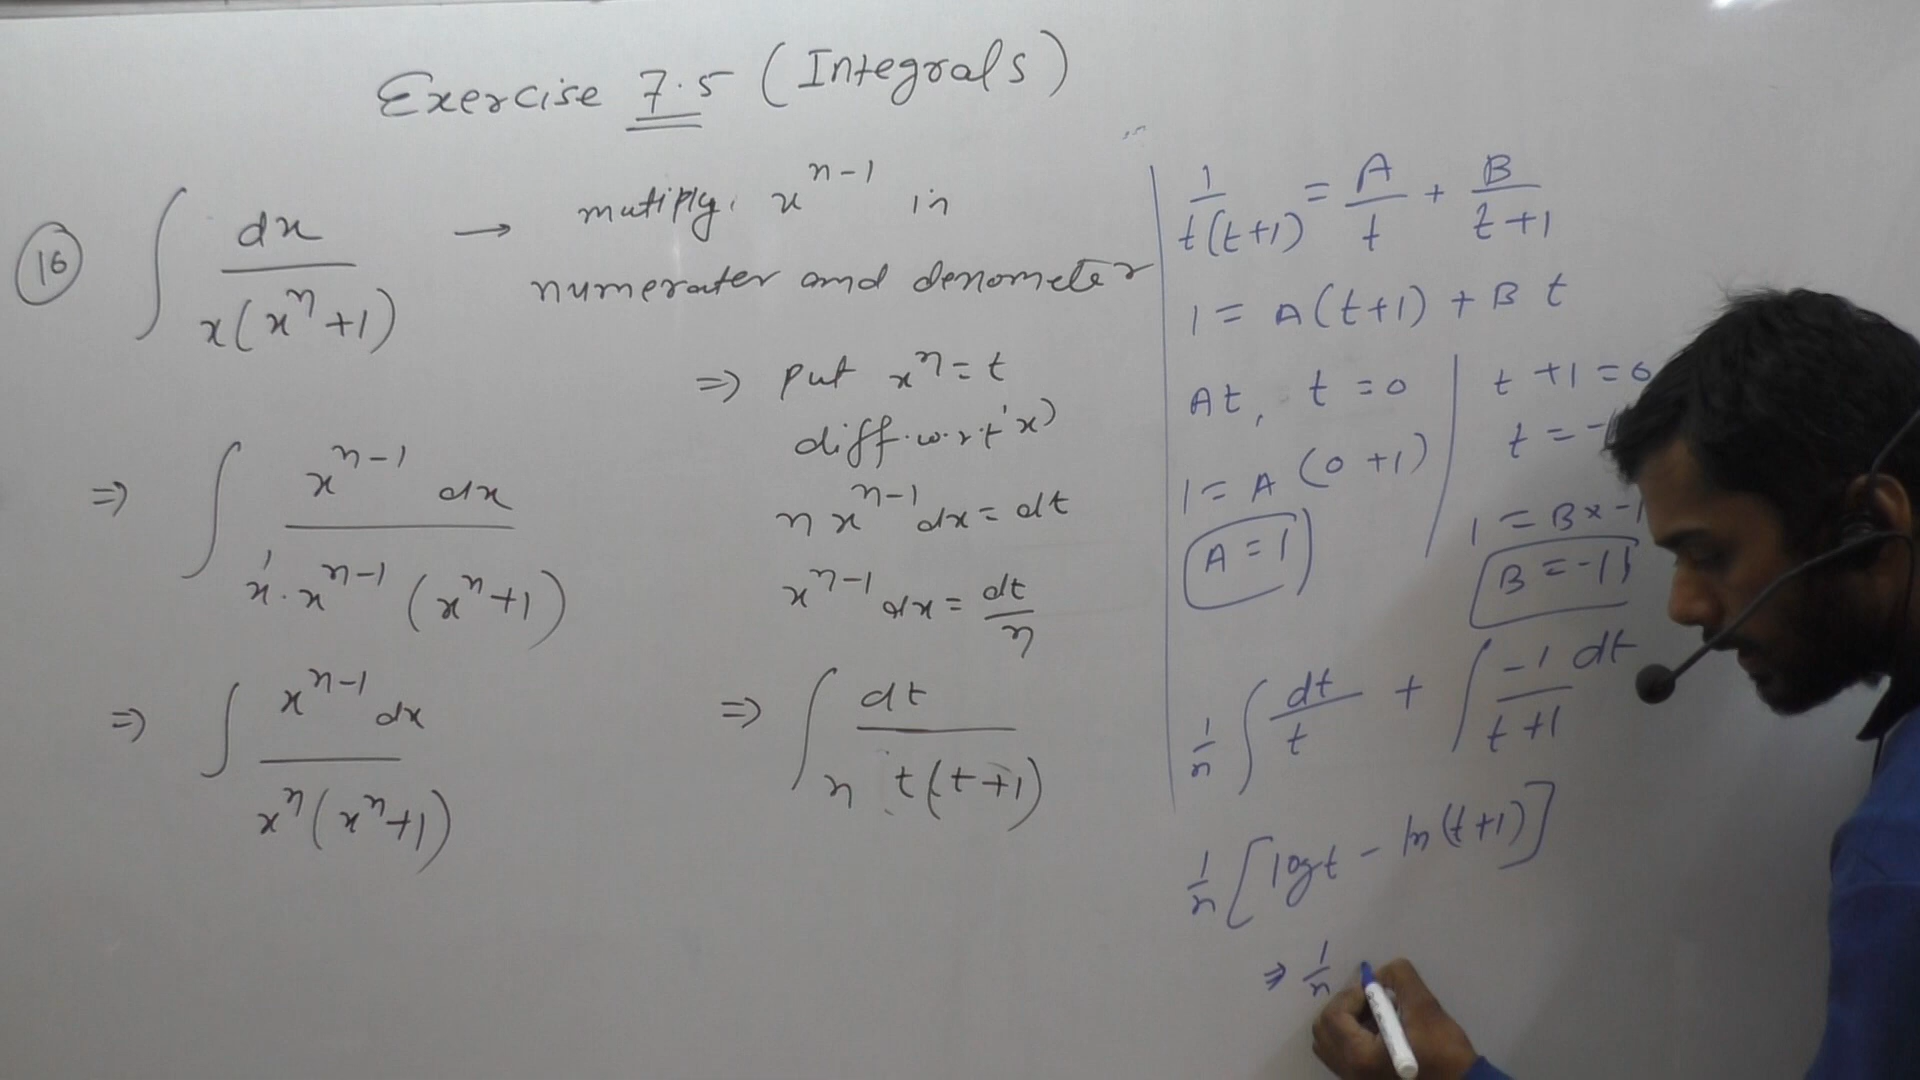 Exercise 7.5 (Integrals)
16 ∫ dx / x(x^n+1) → mutiply. x^{n-1} in
numerater and denometer
⇒ ∫ x^{n-1} dx / x^1·x^{n-1} (x^n+1)
⇒ ∫ x^{n-1} dx / x^n (x^n+1)
⇒ put x^n = t
diff.w.r.t 'x)
n x^{n-1} dx = dt
x^{n-1} dx = dt/n
⇒ ∫ dt / n t(t+1)
1/t(t+1) = A/t + B/t+1
1 = A(t+1) + B t
At, t = 0
1 = A (0+1)
A = 1
t+1 = 0
t = -
1 = B x -1
B = -1
1/n ∫ dt/t + ∫ -1 dt/t+1
1/n [log t - ln(t+1)]
⇒ 1/n